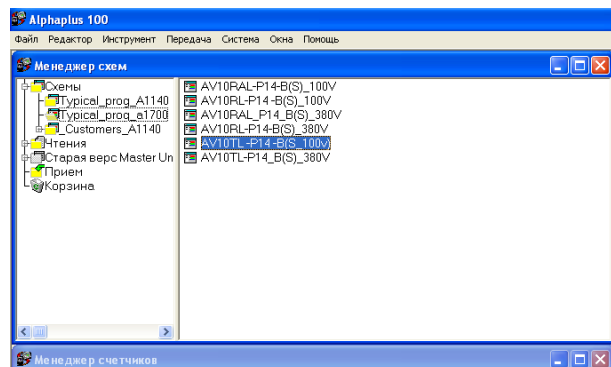 Alphaplus 100
Файл Редактор Инструмент Передача Система Окна Помощь
Менеджер схем
Схемы
Typical_prog_A1140
Typical_prog_a1700
_Customers_A1140
Чтения
Старая верс Master Un
Прием
Корзина
AV10RAL-P14-B(S)_100V
AV10RL-P14-B(S)_100V
AV10RAL_P14-B(S)_380V
AV10RL-P14-B(S)_380V
AV10TL-P14-B(S_100v)
AV10TL-P14_B(S)_380V
Менеджер счетчиков